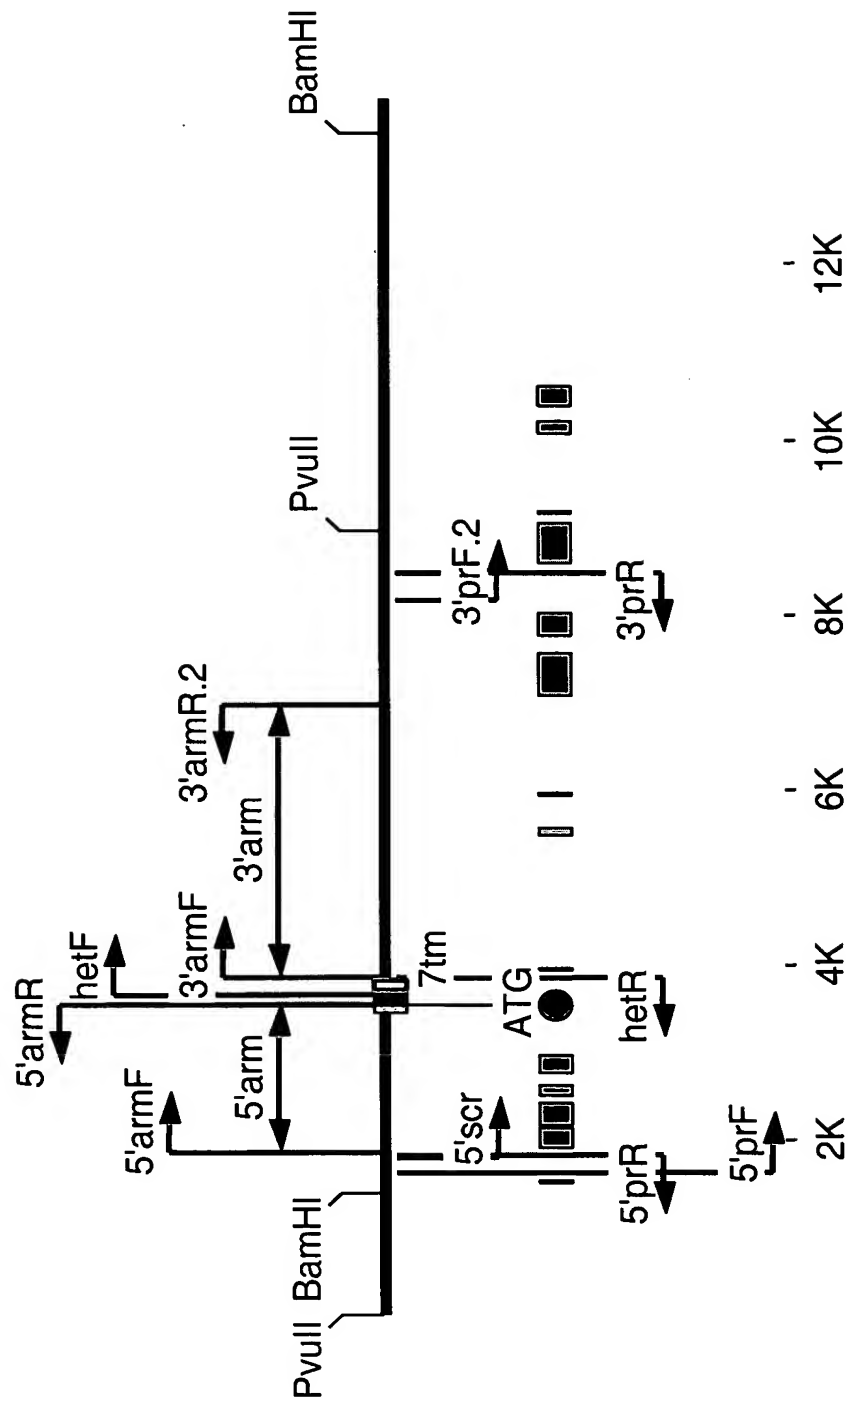 5'armR
hetF
5'armF
3'armF
3'armR.2
5'arm
3'arm
PvuII
BamHI
PvuII
BamHI
7tm
5'scr
ATG
3'prF.2
5'prR
hetR
3'prR
5'prF
2K
4K
6K
8K
10K
12K